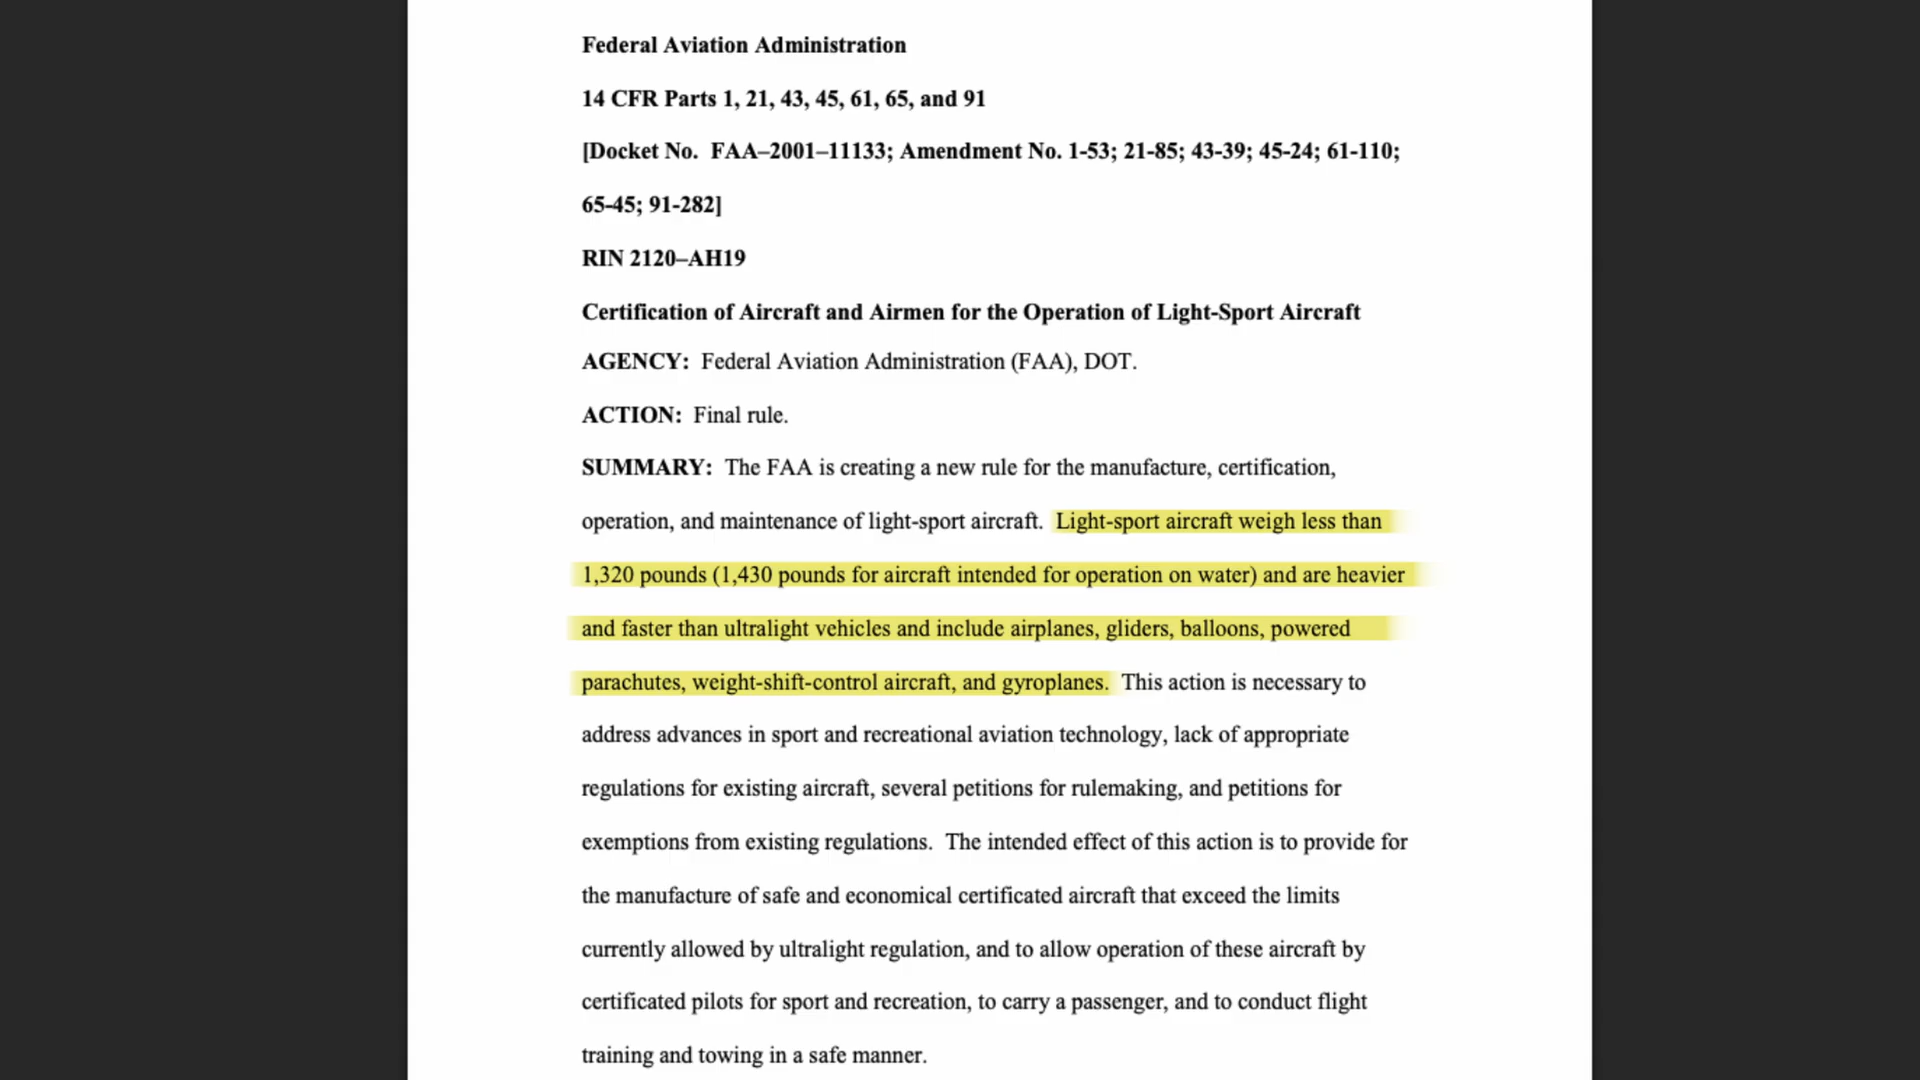 Federal Aviation Administration
14 CFR Parts 1, 21, 43, 45, 61, 65, and 91
[Docket No.  FAA–2001–11133; Amendment No. 1-53; 21-85; 43-39; 45-24; 61-110;
65-45; 91-282]
RIN 2120–AH19
Certification of Aircraft and Airmen for the Operation of Light-Sport Aircraft
AGENCY:  Federal Aviation Administration (FAA), DOT.
ACTION:  Final rule.
SUMMARY:  The FAA is creating a new rule for the manufacture, certification,
operation, and maintenance of light-sport aircraft.  Light-sport aircraft weigh less than
1,320 pounds (1,430 pounds for aircraft intended for operation on water) and are heavier
and faster than ultralight vehicles and include airplanes, gliders, balloons, powered
parachutes, weight-shift-control aircraft, and gyroplanes.  This action is necessary to
address advances in sport and recreational aviation technology, lack of appropriate
regulations for existing aircraft, several petitions for rulemaking, and petitions for
exemptions from existing regulations.  The intended effect of this action is to provide for
the manufacture of safe and economical certificated aircraft that exceed the limits
currently allowed by ultralight regulation, and to allow operation of these aircraft by
certificated pilots for sport and recreation, to carry a passenger, and to conduct flight
training and towing in a safe manner.